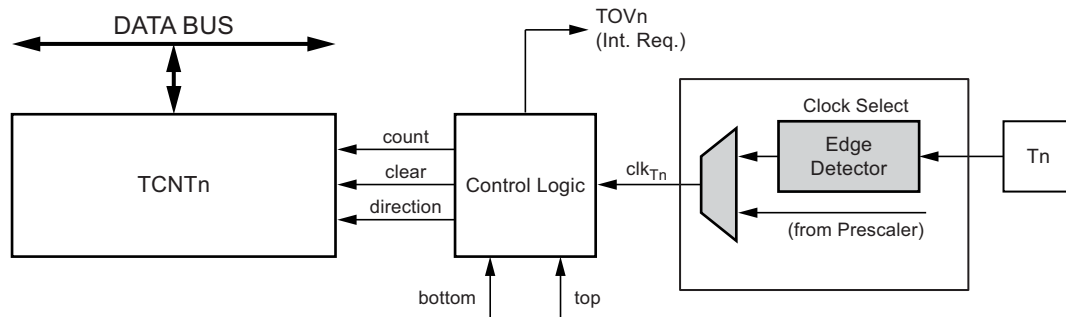 DATA BUS
TOVn
(Int. Req.)
Clock Select
count
Edge
Detector
Tn
TCNTn
clear
Control Logic
clkTn
direction
(from Prescaler)
bottom
top